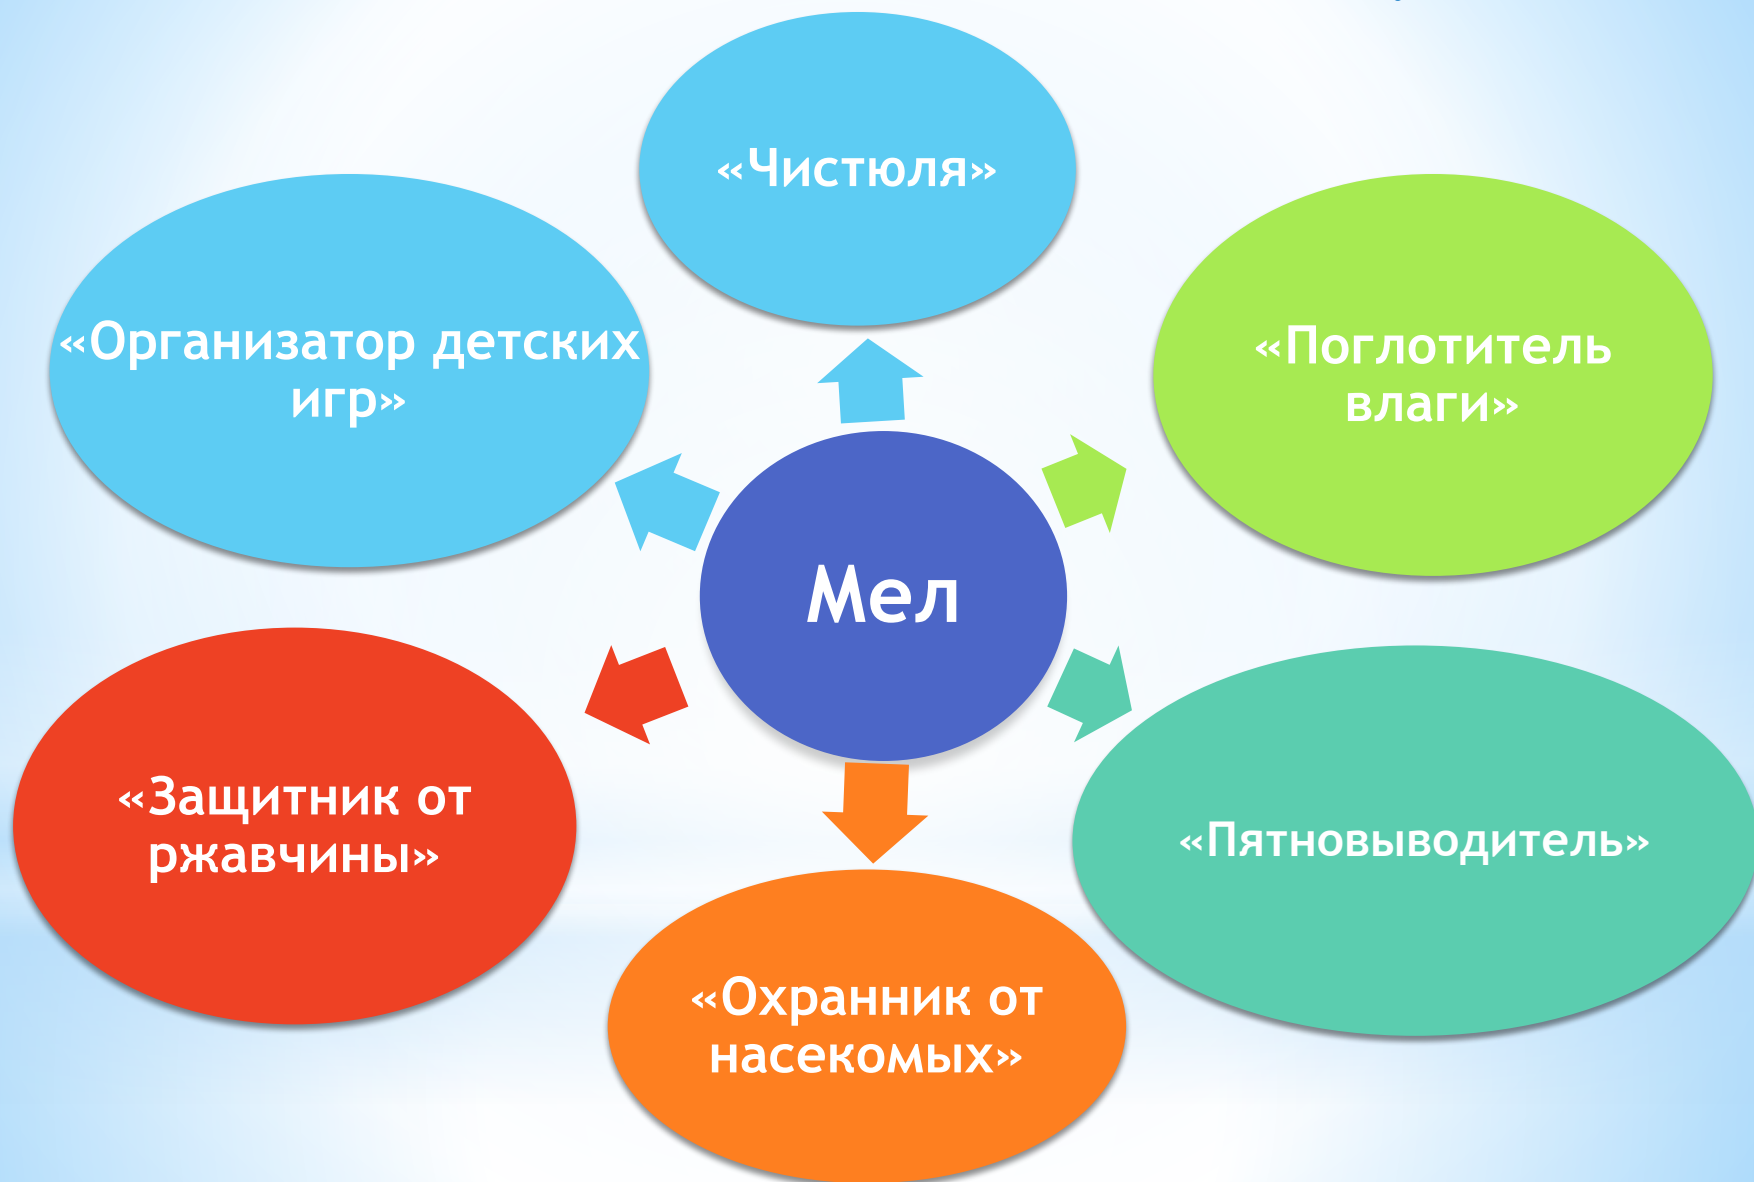 «Чистюля»
«Организатор детских
игр»
«Поглотитель
влаги»
Мел
«Защитник от
ржавчины»
«Пятновыводитель»
«Охранник от
насекомых»